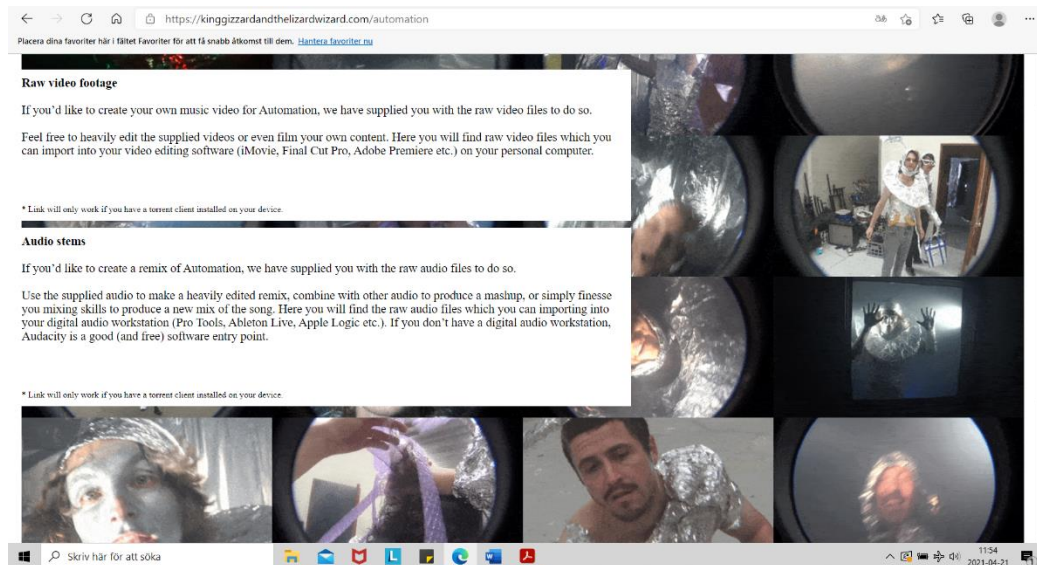 https://kinggizzardandthelizardwizard.com/automation
Placera dina favoriter här i fältet Favoriter för att få snabb åtkomst till dem. Hantera favoriter nu
Raw video footage
If you'd like to create your own music video for Automation, we have supplied you with the raw video files to do so.
Feel free to heavily edit the supplied videos or even film your own content. Here you will find raw video files which you
can import into your video editing software (iMovie, Final Cut Pro, Adobe Premiere etc.) on your personal computer.
* Link will only work if you have a torrent client installed on your device.
Audio stems
If you'd like to create a remix of Automation, we have supplied you with the raw audio files to do so.
Use the supplied audio to make a heavily edited remix, combine with other audio to produce a mashup, or simply finesse
you mixing skills to produce a new mix of the song. Here you will find the raw audio files which you can importing into
your digital audio workstation (Pro Tools, Ableton Live, Apple Logic etc.). If you don't have a digital audio workstation,
Audacity is a good (and free) software entry point.
* Link will only work if you have a torrent client installed on your device.
Skriv här för att söka
11:54
2021-04-21